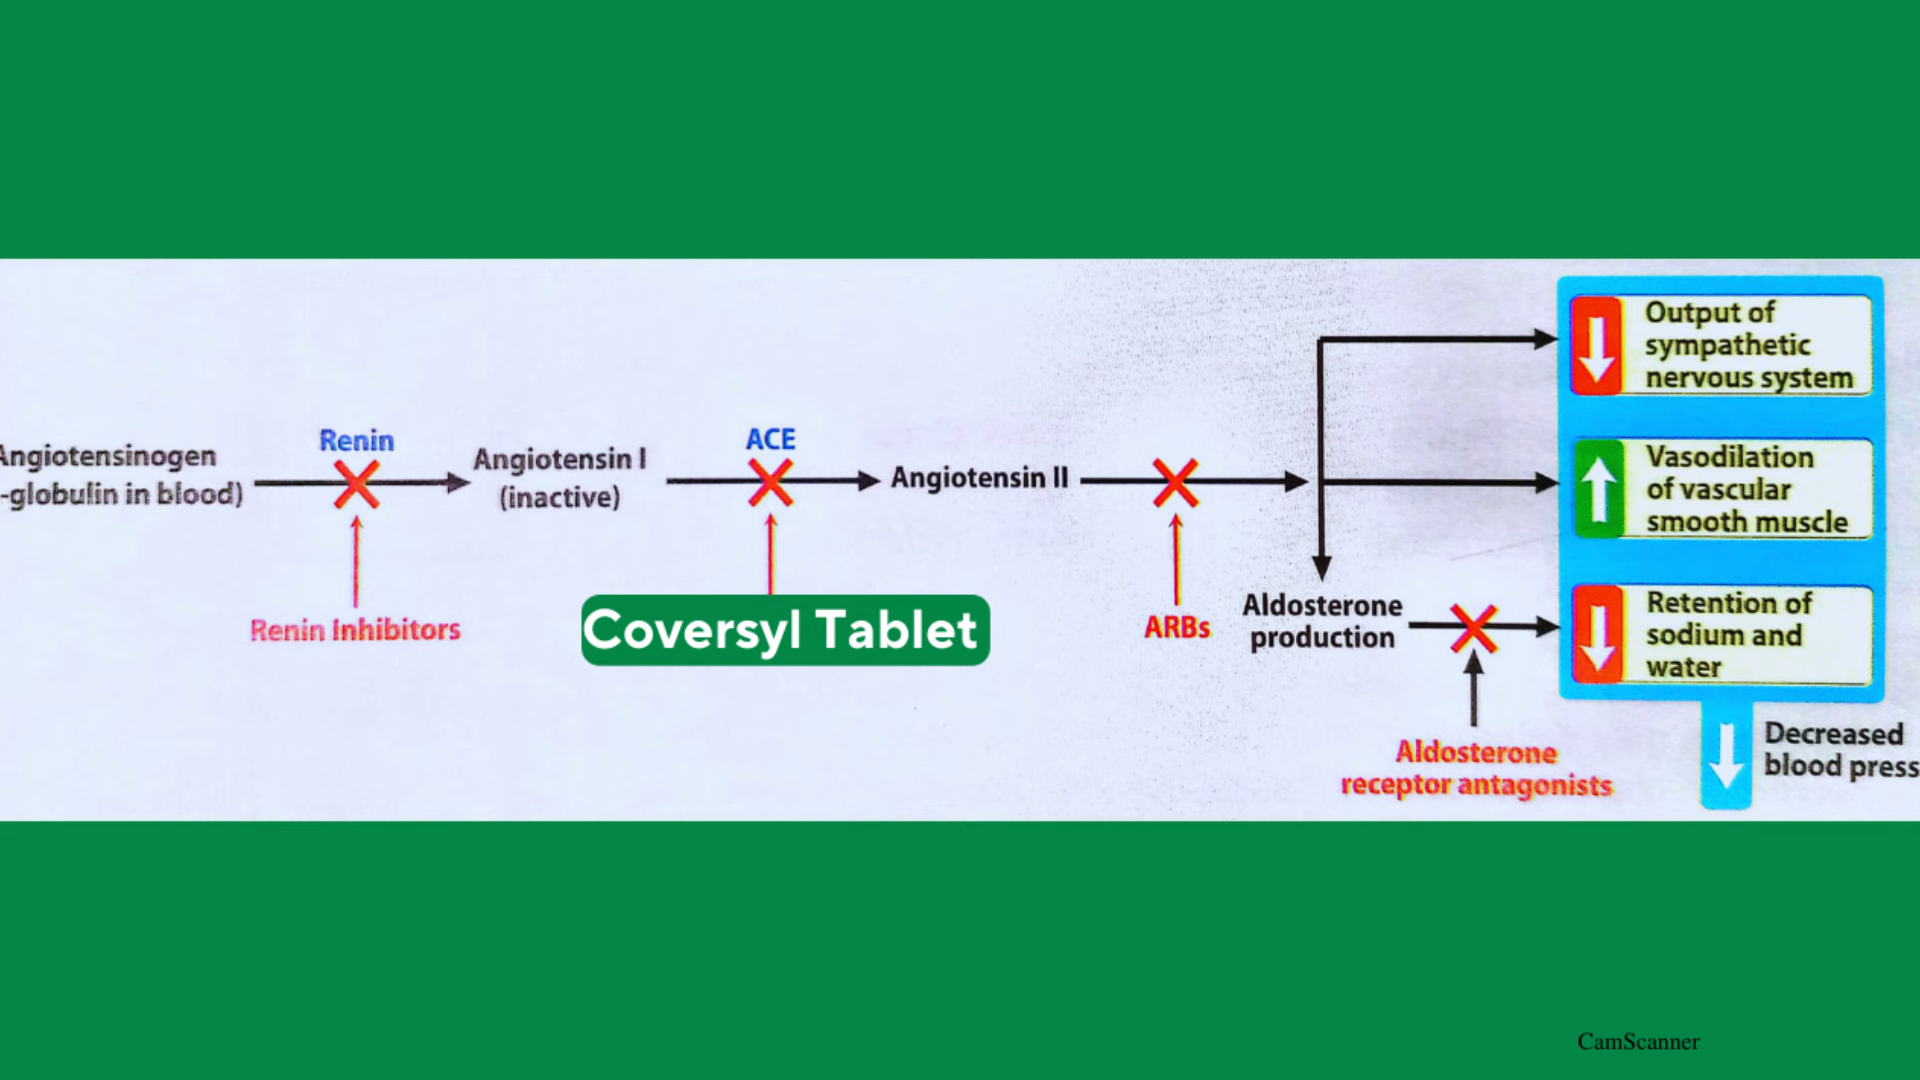 Angiotensinogen
-globulin in blood)
Renin
Renin Inhibitors
Angiotensin I
(inactive)
ACE
Coversyl Tablet
Angiotensin II
ARBs
Aldosterone
production
Aldosterone
receptor antagonists
Output of
sympathetic
nervous system
Vasodilation
of vascular
smooth muscle
Retention of
sodium and
water
Decreased
blood press
CamScanner